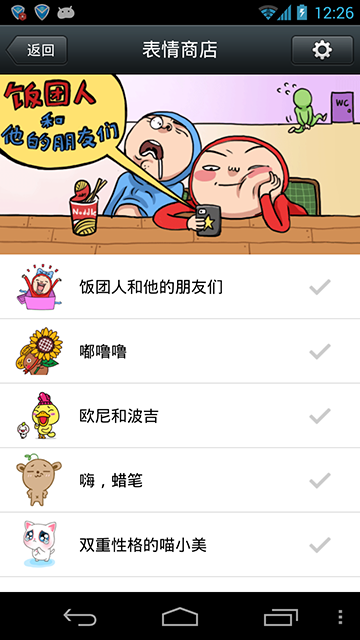 12:26
返回
表情商店
饭团人
和
他的朋友们
WC
Noddle
饭团人和他的朋友们
嘟噜噜
欧尼和波吉
嗨，蜡笔
双重性格的喵小美